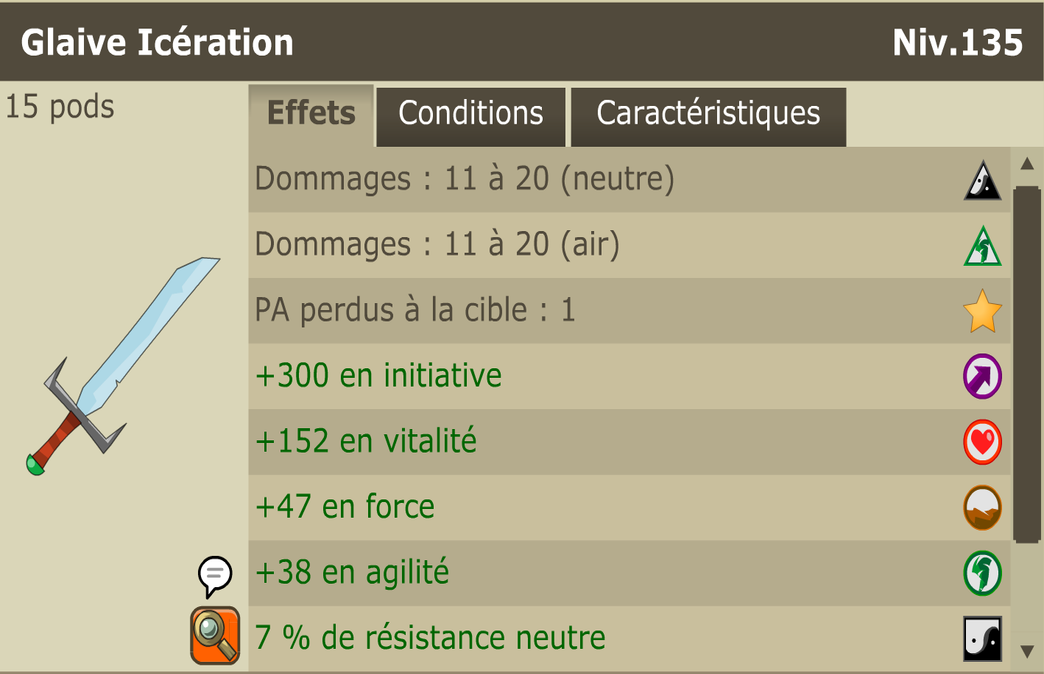 Glaive Icération
Niv.135
15 pods
Effets
Conditions
Caractéristiques
Dommages : 11 à 20 (neutre)
Dommages : 11 à 20 (air)
PA perdus à la cible : 1
+300 en initiative
+152 en vitalité
+47 en force
+38 en agilité
7 % de résistance neutre